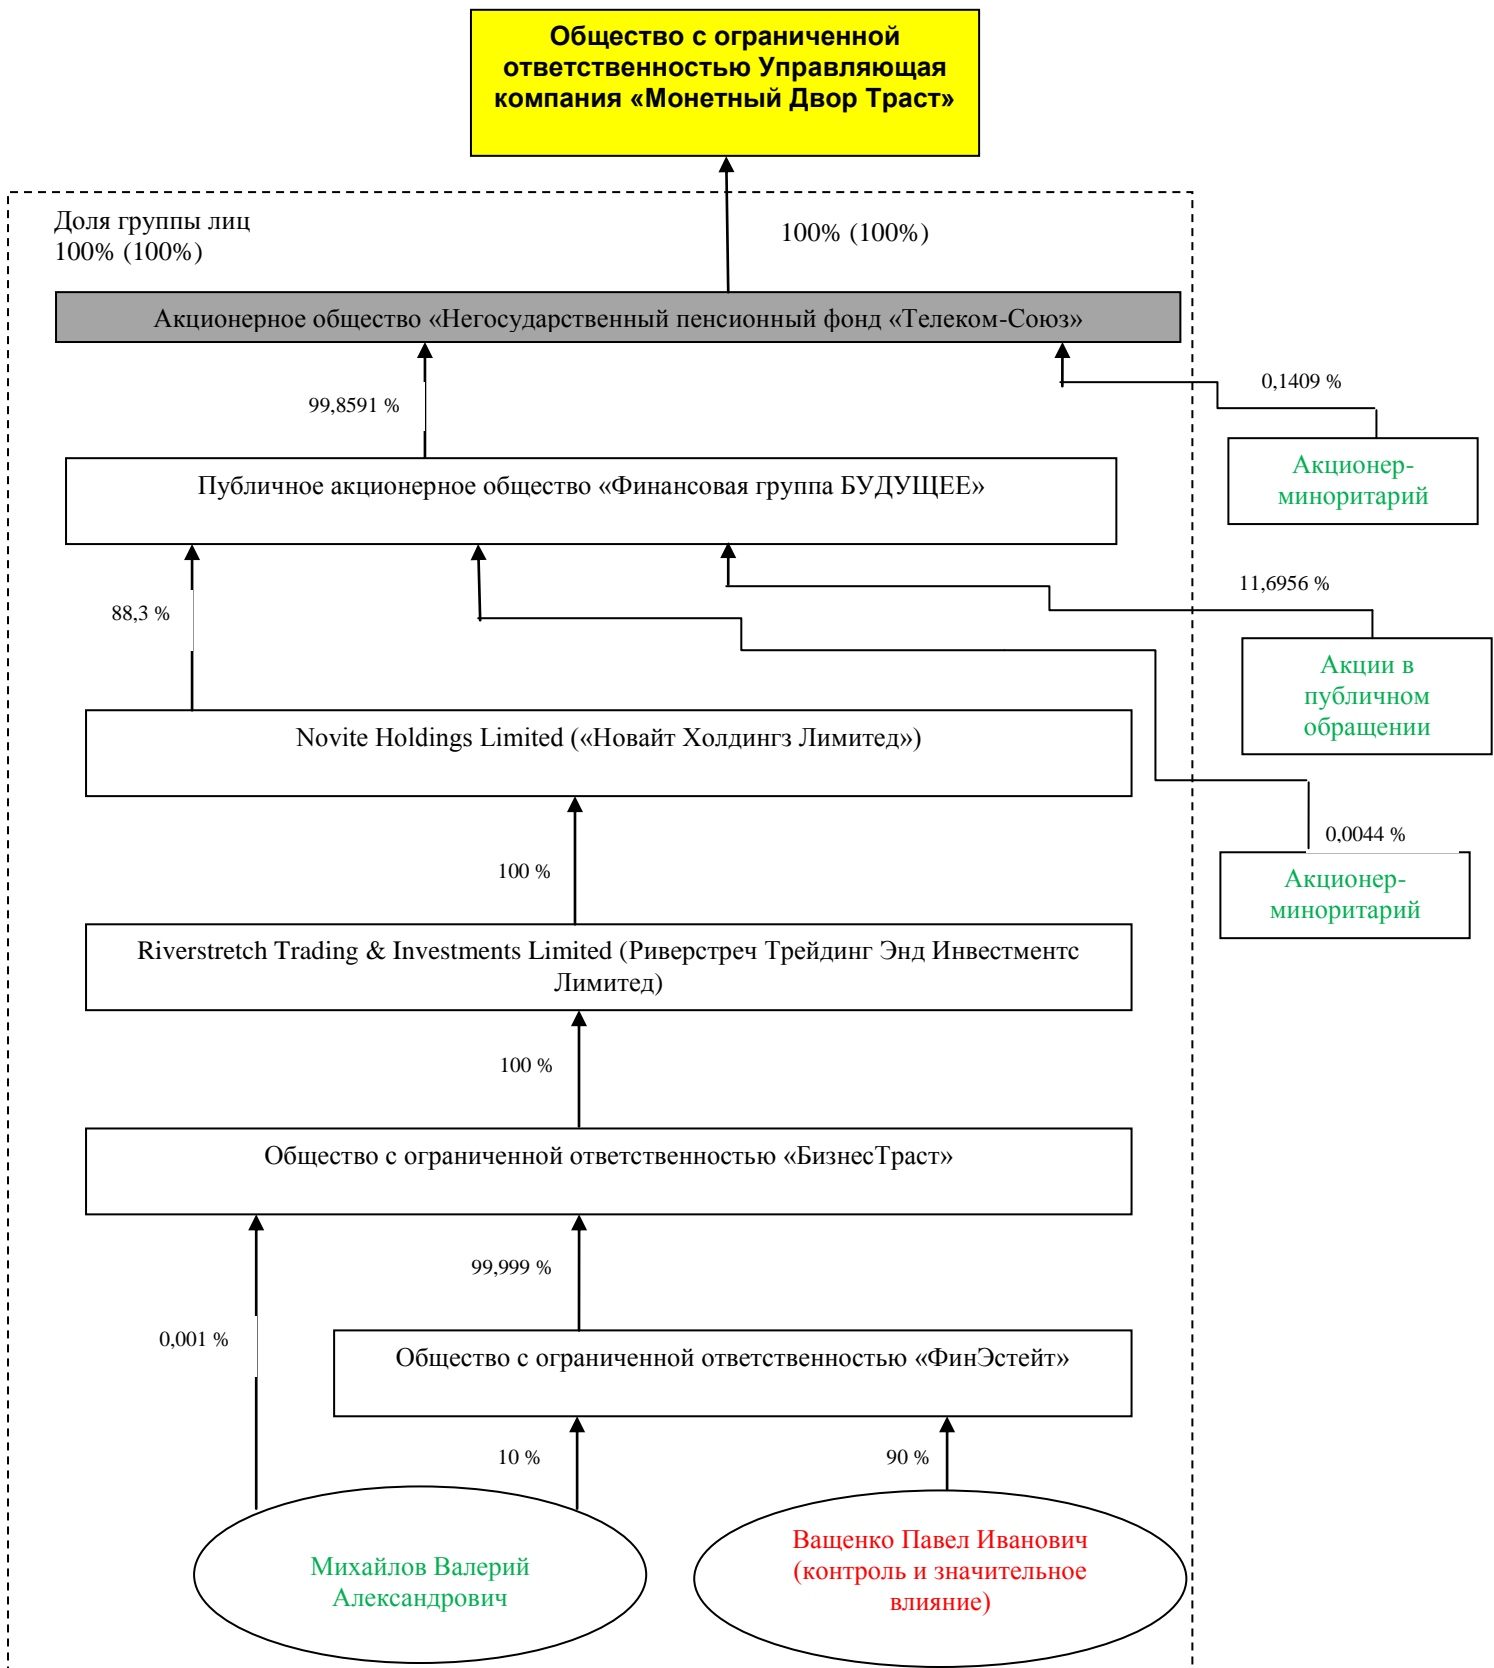 Общество с ограниченной
ответственностью Управляющая
компания «Монетный Двор Траст»
Доля группы лиц
100% (100%)
100% (100%)
Акционерное общество «Негосударственный пенсионный фонд «Телеком-Союз»
0,1409 %
99,8591 %
Акционер-
миноритарий
Публичное акционерное общество «Финансовая группа БУДУЩЕЕ»
11,6956 %
88,3 %
Акции в
публичном
обращении
Novite Holdings Limited («Новайт Холдингз Лимитед»)
0,0044 %
100 %
Акционер-
миноритарий
Riverstretch Trading & Investments Limited (Риверстреч Трейдинг Энд Инвестментс
Лимитед)
100 %
Общество с ограниченной ответственностью «БизнесТраст»
99,999 %
0,001 %
Общество с ограниченной ответственностью «ФинЭстейт»
10 %
90 %
Михайлов Валерий
Александрович
Ващенко Павел Иванович
(контроль и значительное
влияние)